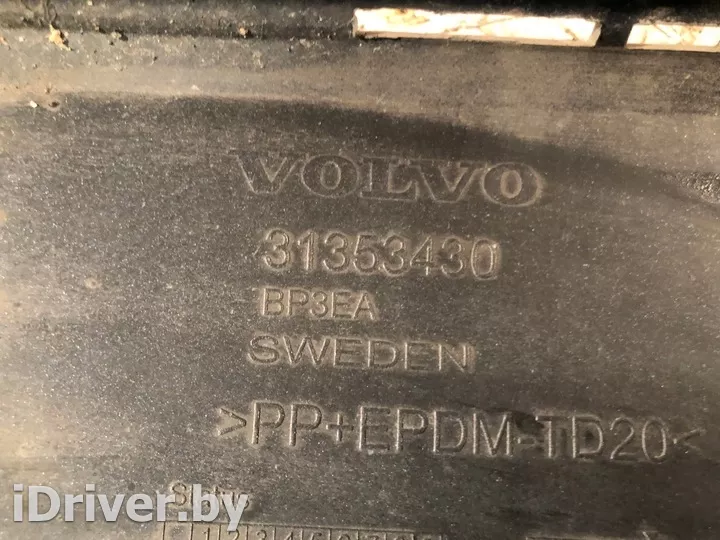 VOLVO
31353430
BP3EA
SWEDEN
>PP+EPDM-TD20<
iDriver.by